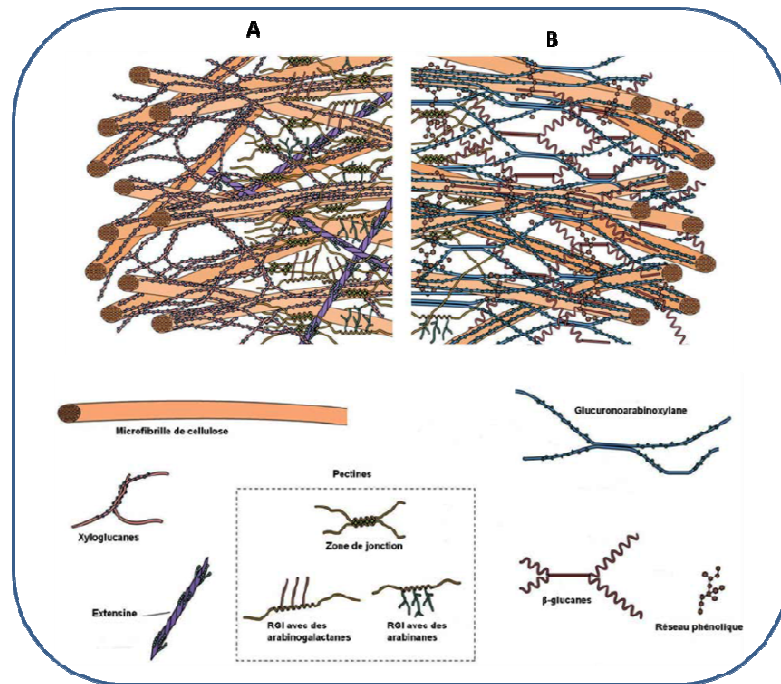 A
B
Microfibrille de cellulose
Glucuronoarabinoxylane
Pectines
Xyloglucanes
Zone de jonction
Extensine
RGI avec des
arabinogalactanes
RGI avec des
arabinanes
β-glucanes
Réseau phénolique